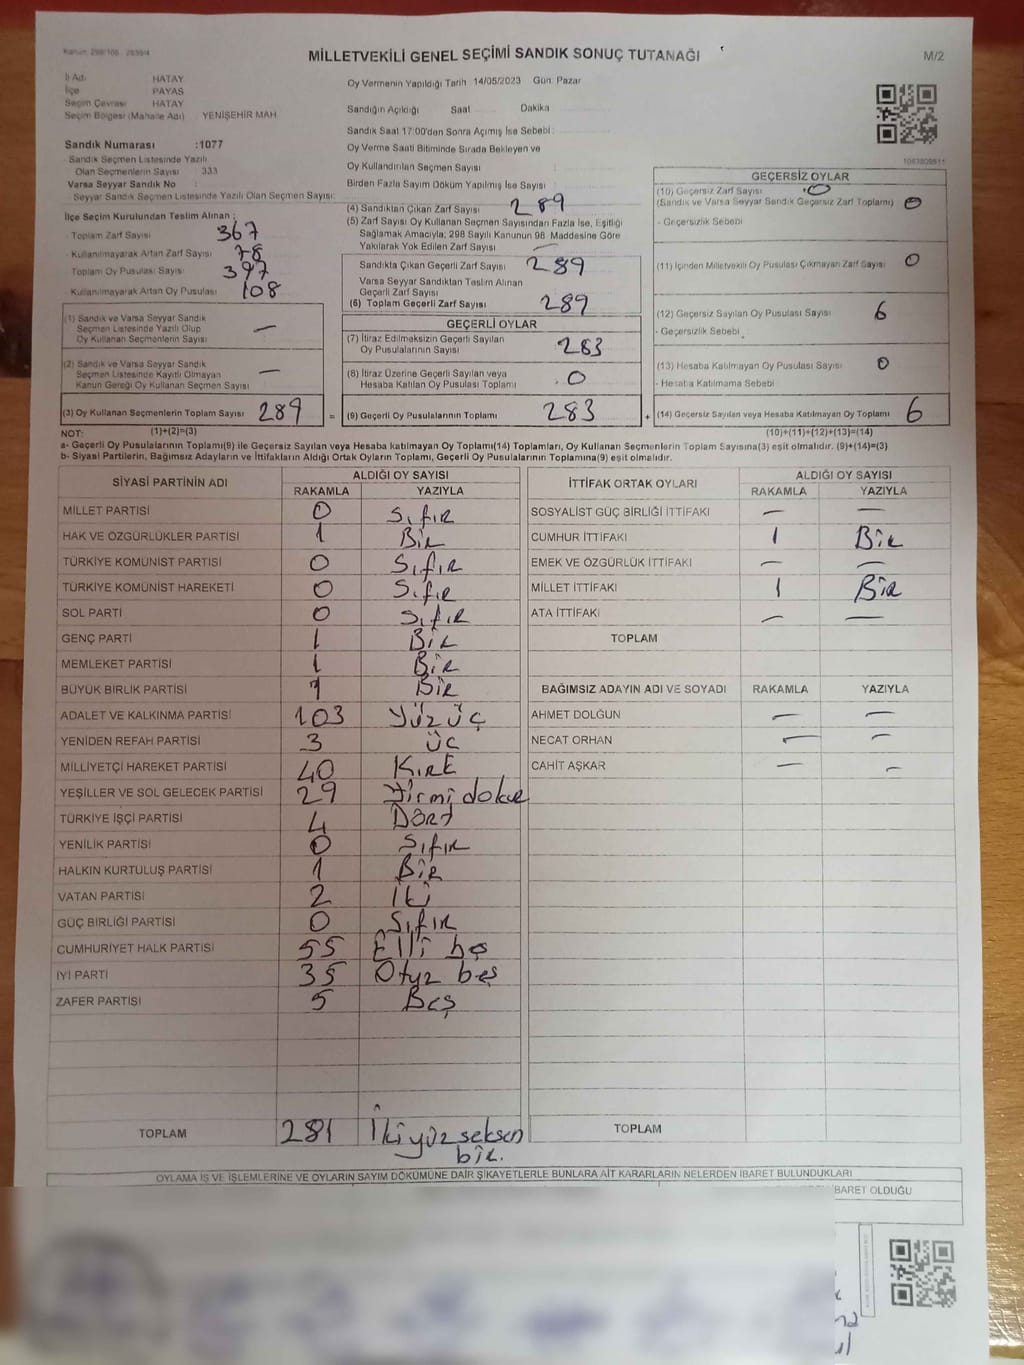 Kanun: 298/105 - 2839/4
MİLLETVEKİLİ GENEL SEÇİMİ SANDIK SONUÇ TUTANAĞI
M/2
İl Adı HATAY
İlçe PAYAS
Seçim Çevresi HATAY
Seçim Bölgesi (Mahalle Adı) : YENİŞEHİR MAH.
Sandık Numarası :1077
- Sandık Seçmen Listesinde Yazılı
Olan Seçmenlerin Sayısı : 333
Varsa Seyyar Sandık No :
Seyyar Sandık Seçmen Listesinde Yazılı Olan Seçmen Sayısı:
İlçe Seçim Kurulundan Teslim Alınan ;
- Toplam Zarf Sayısı 367
- Kullanılmayarak Artan Zarf Sayısı 78
Toplam Oy Pusulası Sayısı 397
- Kullanılmayarak Artan Oy Pusulası 108
Oy Vermenin Yapıldığı Tarih 14/05/2023 Gün: Pazar
Sandığın Açıklığı Saat ........ Dakika
Sandık Saat 17:00'den Sonra Açılmış İse Sebebi :
Oy Verme Saati Bitiminde Sırada Bekleyen ve
Oy Kullandırılan Seçmen Sayısı :
Birden Fazla Sayım Döküm Yapılmış İse Sayısı :
(4) Sandıktan Çıkan Zarf Sayısı 289
(5) Zarf Sayısı Oy Kullanan Seçmen Sayısından Fazla İse, Eşitliği
Sağlamak Amacıyla; 298 Sayılı Kanunun 98. Maddesine Göre
Yakılarak Yok Edilen Zarf Sayısı —
Sandıkta Çıkan Geçerli Zarf Sayısı 289
Varsa Seyyar Sandıktan Teslim Alınan
Geçerli Zarf Sayısı
(6) Toplam Geçerli Zarf Sayısı 289
1083809811
GEÇERSİZ OYLAR
(10) Geçersiz Zarf Sayısı : 0
(Sandık ve Varsa Seyyar Sandık Geçersiz Zarf Toplamı) 0
- Geçersizlik Sebebi
(11) İçinden Milletvekili Oy Pusulası Çıkmayan Zarf Sayısı 0
(12) Geçersiz Sayılan Oy Pusulası Sayısı 6
- Geçersizlik Sebebi
(13) Hesaba Katılmayan Oy Pusulası Sayısı 0
- Hesaba Katılmama Sebebi
(14) Geçersiz Sayılan veya Hesaba Katılmayan Oy Toplamı 6
(10)+(11)+(12)+(13)=(14)
(1) Sandık ve Varsa Seyyar Sandık
Seçmen Listesinde Yazılı Olup
Oy Kullanan Seçmenlerin Sayısı —
(2) Sandık ve Varsa Seyyar Sandık
Seçmen Listesinde Kayıtlı Olmayan
Kanun Gereği Oy Kullanan Seçmen Sayısı —
(3) Oy Kullanan Seçmenlerin Toplam Sayısı 289 =
GEÇERLİ OYLAR
(7) İtiraz Edilmeksizin Geçerli Sayılan
Oy Pusulalarının Sayısı 283
(8) İtiraz Üzerine Geçerli Sayılan veya
Hesaba Katılan Oy Pusulası Toplamı 0
(9) Geçerli Oy Pusulalarının Toplamı 283 +
NOT: (1)+(2)=(3)
a- Geçerli Oy Pusulalarının Toplamı(9) ile Geçersiz Sayılan veya Hesaba katılmayan Oy Toplamı(14) Toplamları, Oy Kullanan Seçmenlerin Toplam Sayısına(3) eşit olmalıdır. (9)+(14)=(3)
b- Siyasi Partilerin, Bağımsız Adayların ve İttifakların Aldığı Ortak Oyların Toplamı, Geçerli Oy Pusulalarının Toplamına(9) eşit olmalıdır.
SİYASİ PARTİNİN ADI ALDIĞI OY SAYISI
RAKAMLA YAZIYLA
MİLLET PARTİSİ 0 Sıfır
HAK VE ÖZGÜRLÜKLER PARTİSİ 1 Bir
TÜRKİYE KOMÜNİST PARTİSİ 0 Sıfır
TÜRKİYE KOMÜNİST HAREKETİ 0 Sıfır
SOL PARTİ 0 Sıfır
GENÇ PARTİ 1 Bir
MEMLEKET PARTİSİ 1 Bir
BÜYÜK BİRLİK PARTİSİ 1 Bir
ADALET VE KALKINMA PARTİSİ 103 Yüzüç
YENİDEN REFAH PARTİSİ 3 Üç
MİLLİYETÇİ HAREKET PARTİSİ 40 Kırk
YEŞİLLER VE SOL GELECEK PARTİSİ 29 Yirmi dokuz
TÜRKİYE İŞÇİ PARTİSİ 4 Dört
YENİLİK PARTİSİ 0 Sıfır
HALKIN KURTULUŞ PARTİSİ 1 Bir
VATAN PARTİSİ 2 İki
GÜÇ BİRLİĞİ PARTİSİ 0 Sıfır
CUMHURİYET HALK PARTİSİ 55 Elli beş
İYİ PARTİ 35 Otuz beş
ZAFER PARTİSİ 5 Beş
TOPLAM 281 İkiyüz seksen
bir.
İTTİFAK ORTAK OYLARI ALDIĞI OY SAYISI
RAKAMLA YAZIYLA
SOSYALİST GÜÇ BİRLİĞİ İTTİFAKI — —
CUMHUR İTTİFAKI 1 Bir
EMEK VE ÖZGÜRLÜK İTTİFAKI — —
MİLLET İTTİFAKI 1 Bir
ATA İTTİFAKI — —
TOPLAM
BAĞIMSIZ ADAYIN ADI VE SOYADI RAKAMLA YAZIYLA
AHMET DOLĞUN — —
NECAT ORHAN — —
CAHİT AŞKAR — —
TOPLAM
OYLAMA İŞ VE İŞLEMLERİNE VE OYLARIN SAYIM DÖKÜMÜNE DAİR ŞİKAYETLERLE BUNLARA AİT KARARLARIN NELERDEN İBARET BULUNDUKLARI
BARET OLDUĞU